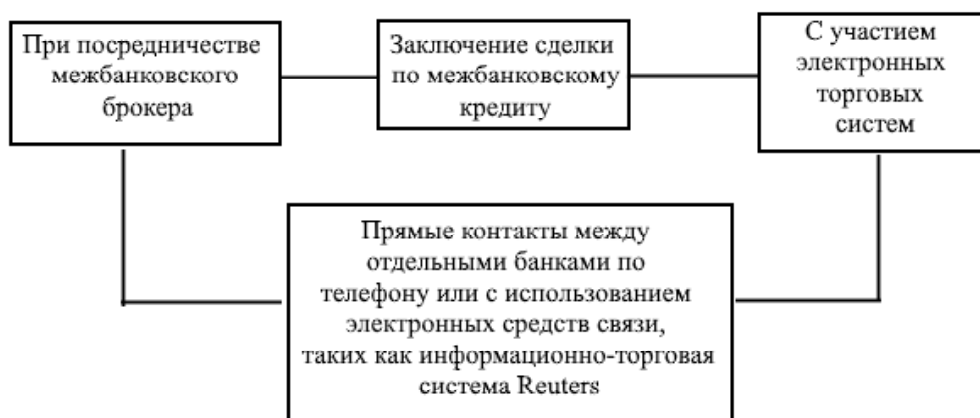 При посредничестве
межбанковского
брокера
Заключение сделки
по межбанковскому
кредиту
С участием
электронных
торговых
систем
Прямые контакты между
отдельными банками по
телефону или с использованием
электронных средств связи,
таких как информационно-торговая
система Reuters